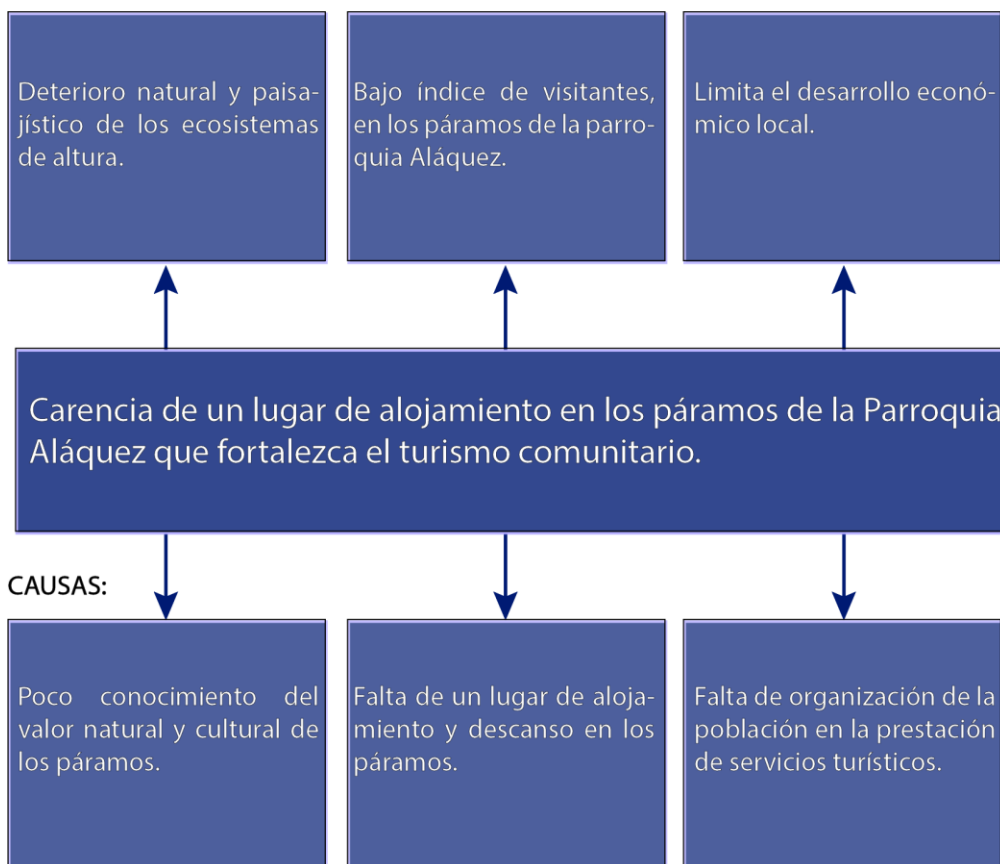 Deterioro natural y paisa-
jístico de los ecosistemas
de altura.
Bajo índice de visitantes,
en los páramos de la parro-
quia Aláquez.
Limita el desarrollo econó-
mico local.
Carencia de un lugar de alojamiento en los páramos de la Parroquia
Aláquez que fortalezca el turismo comunitario.
CAUSAS:
Poco conocimiento del
valor natural y cultural de
los páramos.
Falta de un lugar de aloja-
miento y descanso en los
páramos.
Falta de organización de la
población en la prestación
de servicios turísticos.